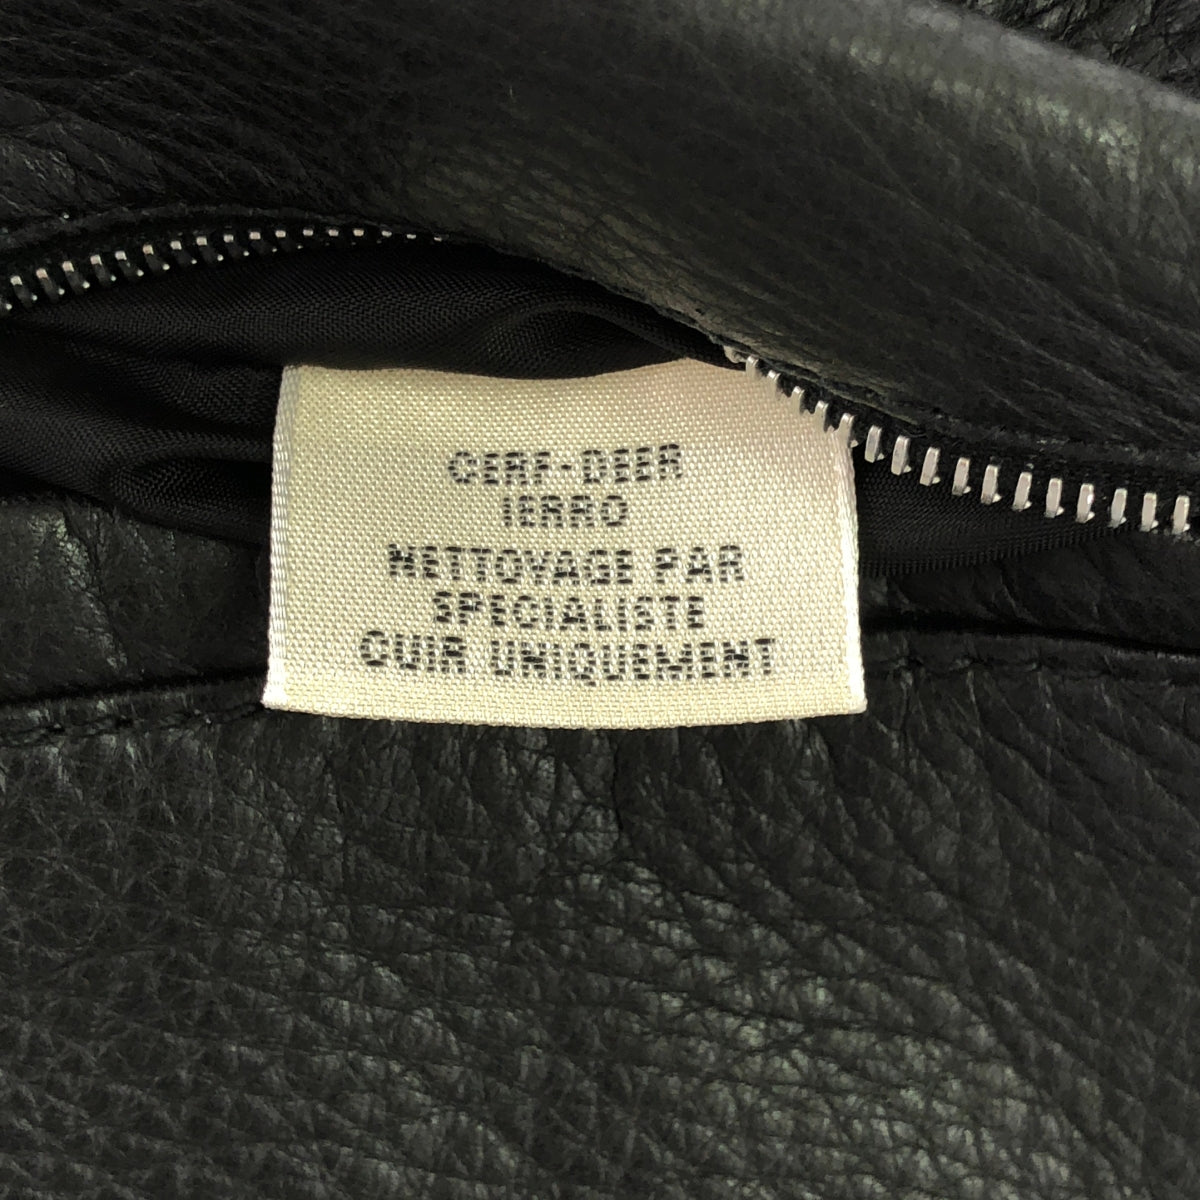 CERF-DEER
IERRO
NETTOYAGE PAR
SPECIALISTE
CUIR UNIQUEMENT